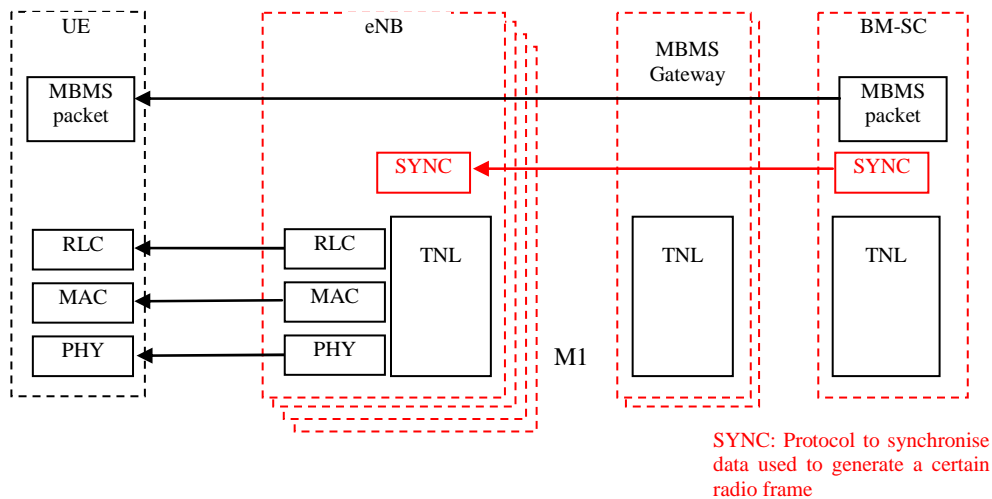 UE
eNB
MBMS
Gateway
BM-SC
MBMS
packet
MBMS
packet
SYNC
SYNC
RLC
RLC
TNL
TNL
TNL
MAC
MAC
PHY
PHY
M1
SYNC: Protocol to synchronise
data used to generate a certain
radio frame